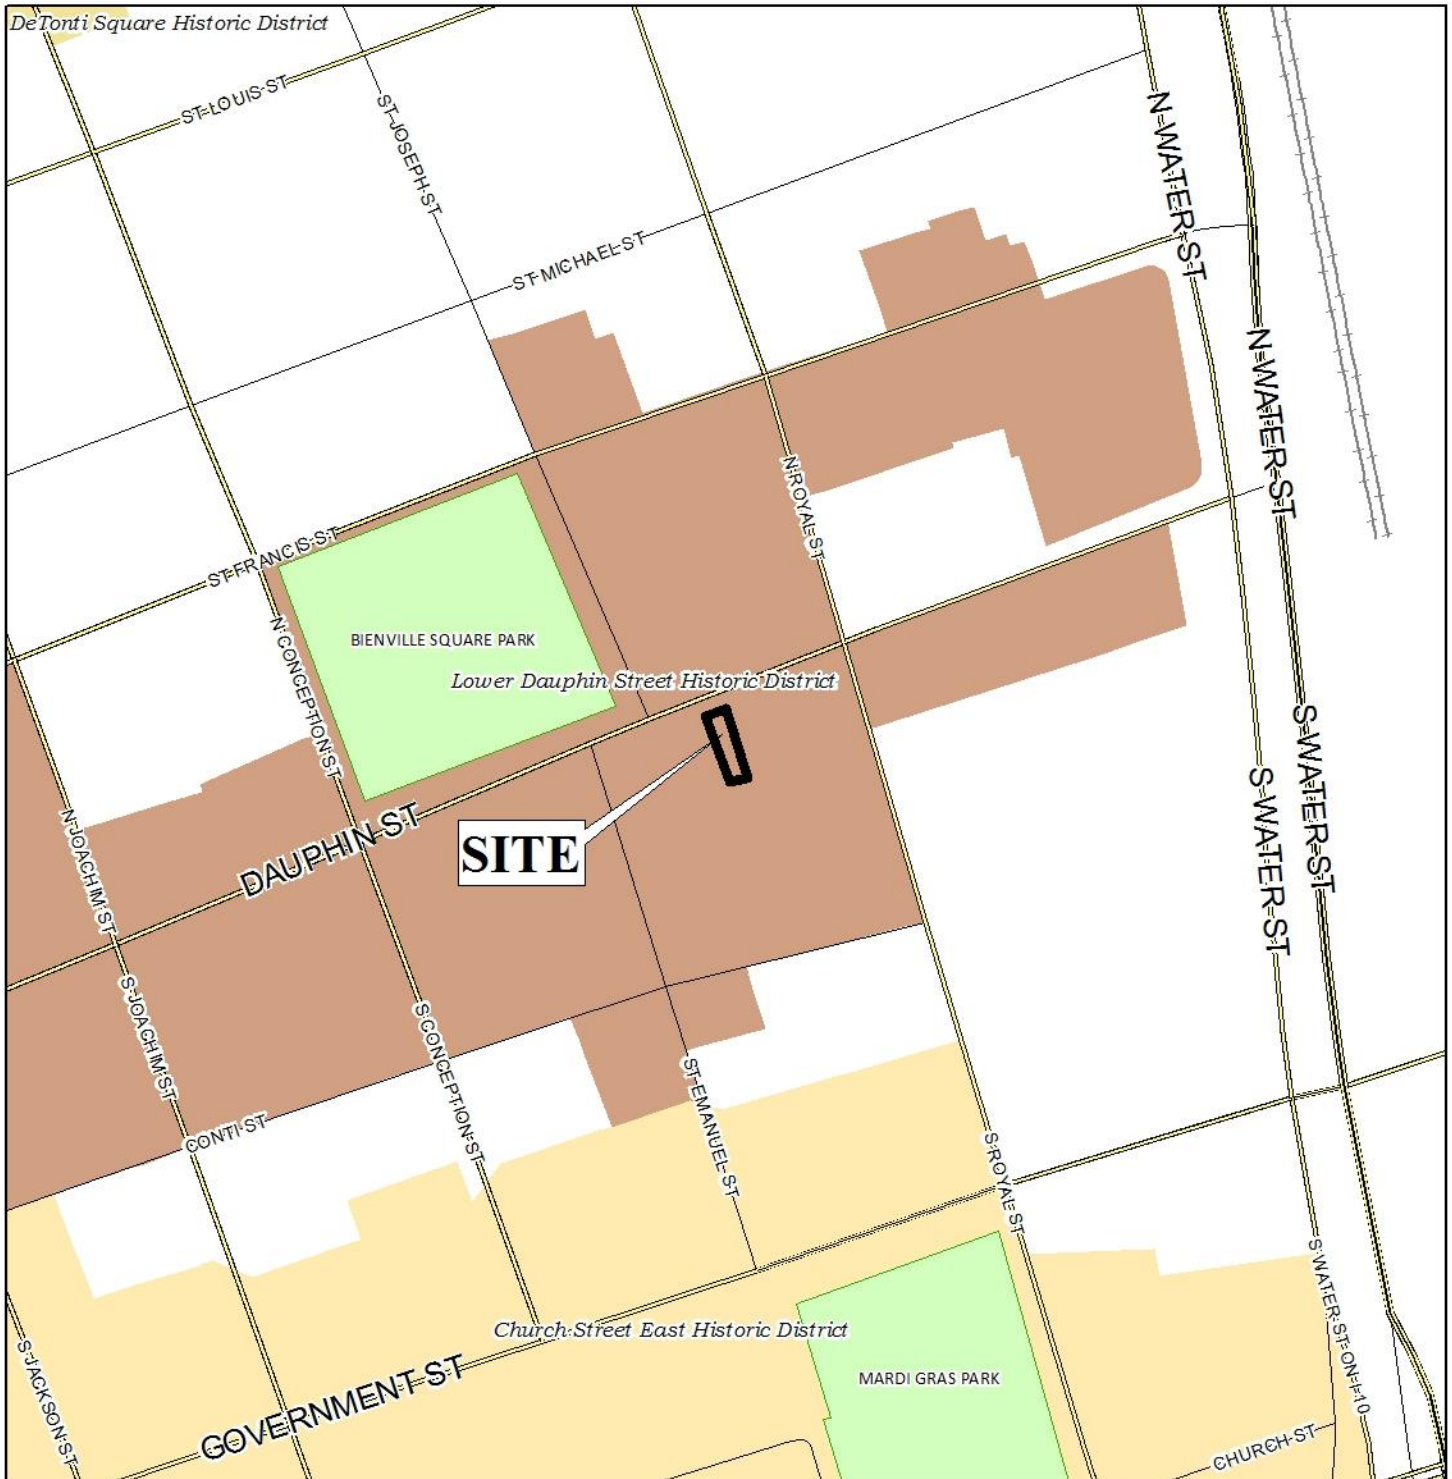 DeTonti Square Historic District
ST LOUIS ST
ST JOSEPH ST
N WATER ST
ST MICHAEL ST
N WATER ST
N ROYAL ST
ST FRANCIS ST
N CONCEPTION ST
BIENVILLE SQUARE PARK
Lower Dauphin Street Historic District
S WATER ST
S WATER ST
N JOACHIM ST
DAUPHIN ST
SITE
S JOACHIM ST
S CONCEPTION ST
ST EMANUEL ST
CONTI ST
S ROYAL ST
S WATER ST ON I-10
Church Street East Historic District
S JACKSON ST
GOVERNMENT ST
MARDI GRAS PARK
CHURCH ST